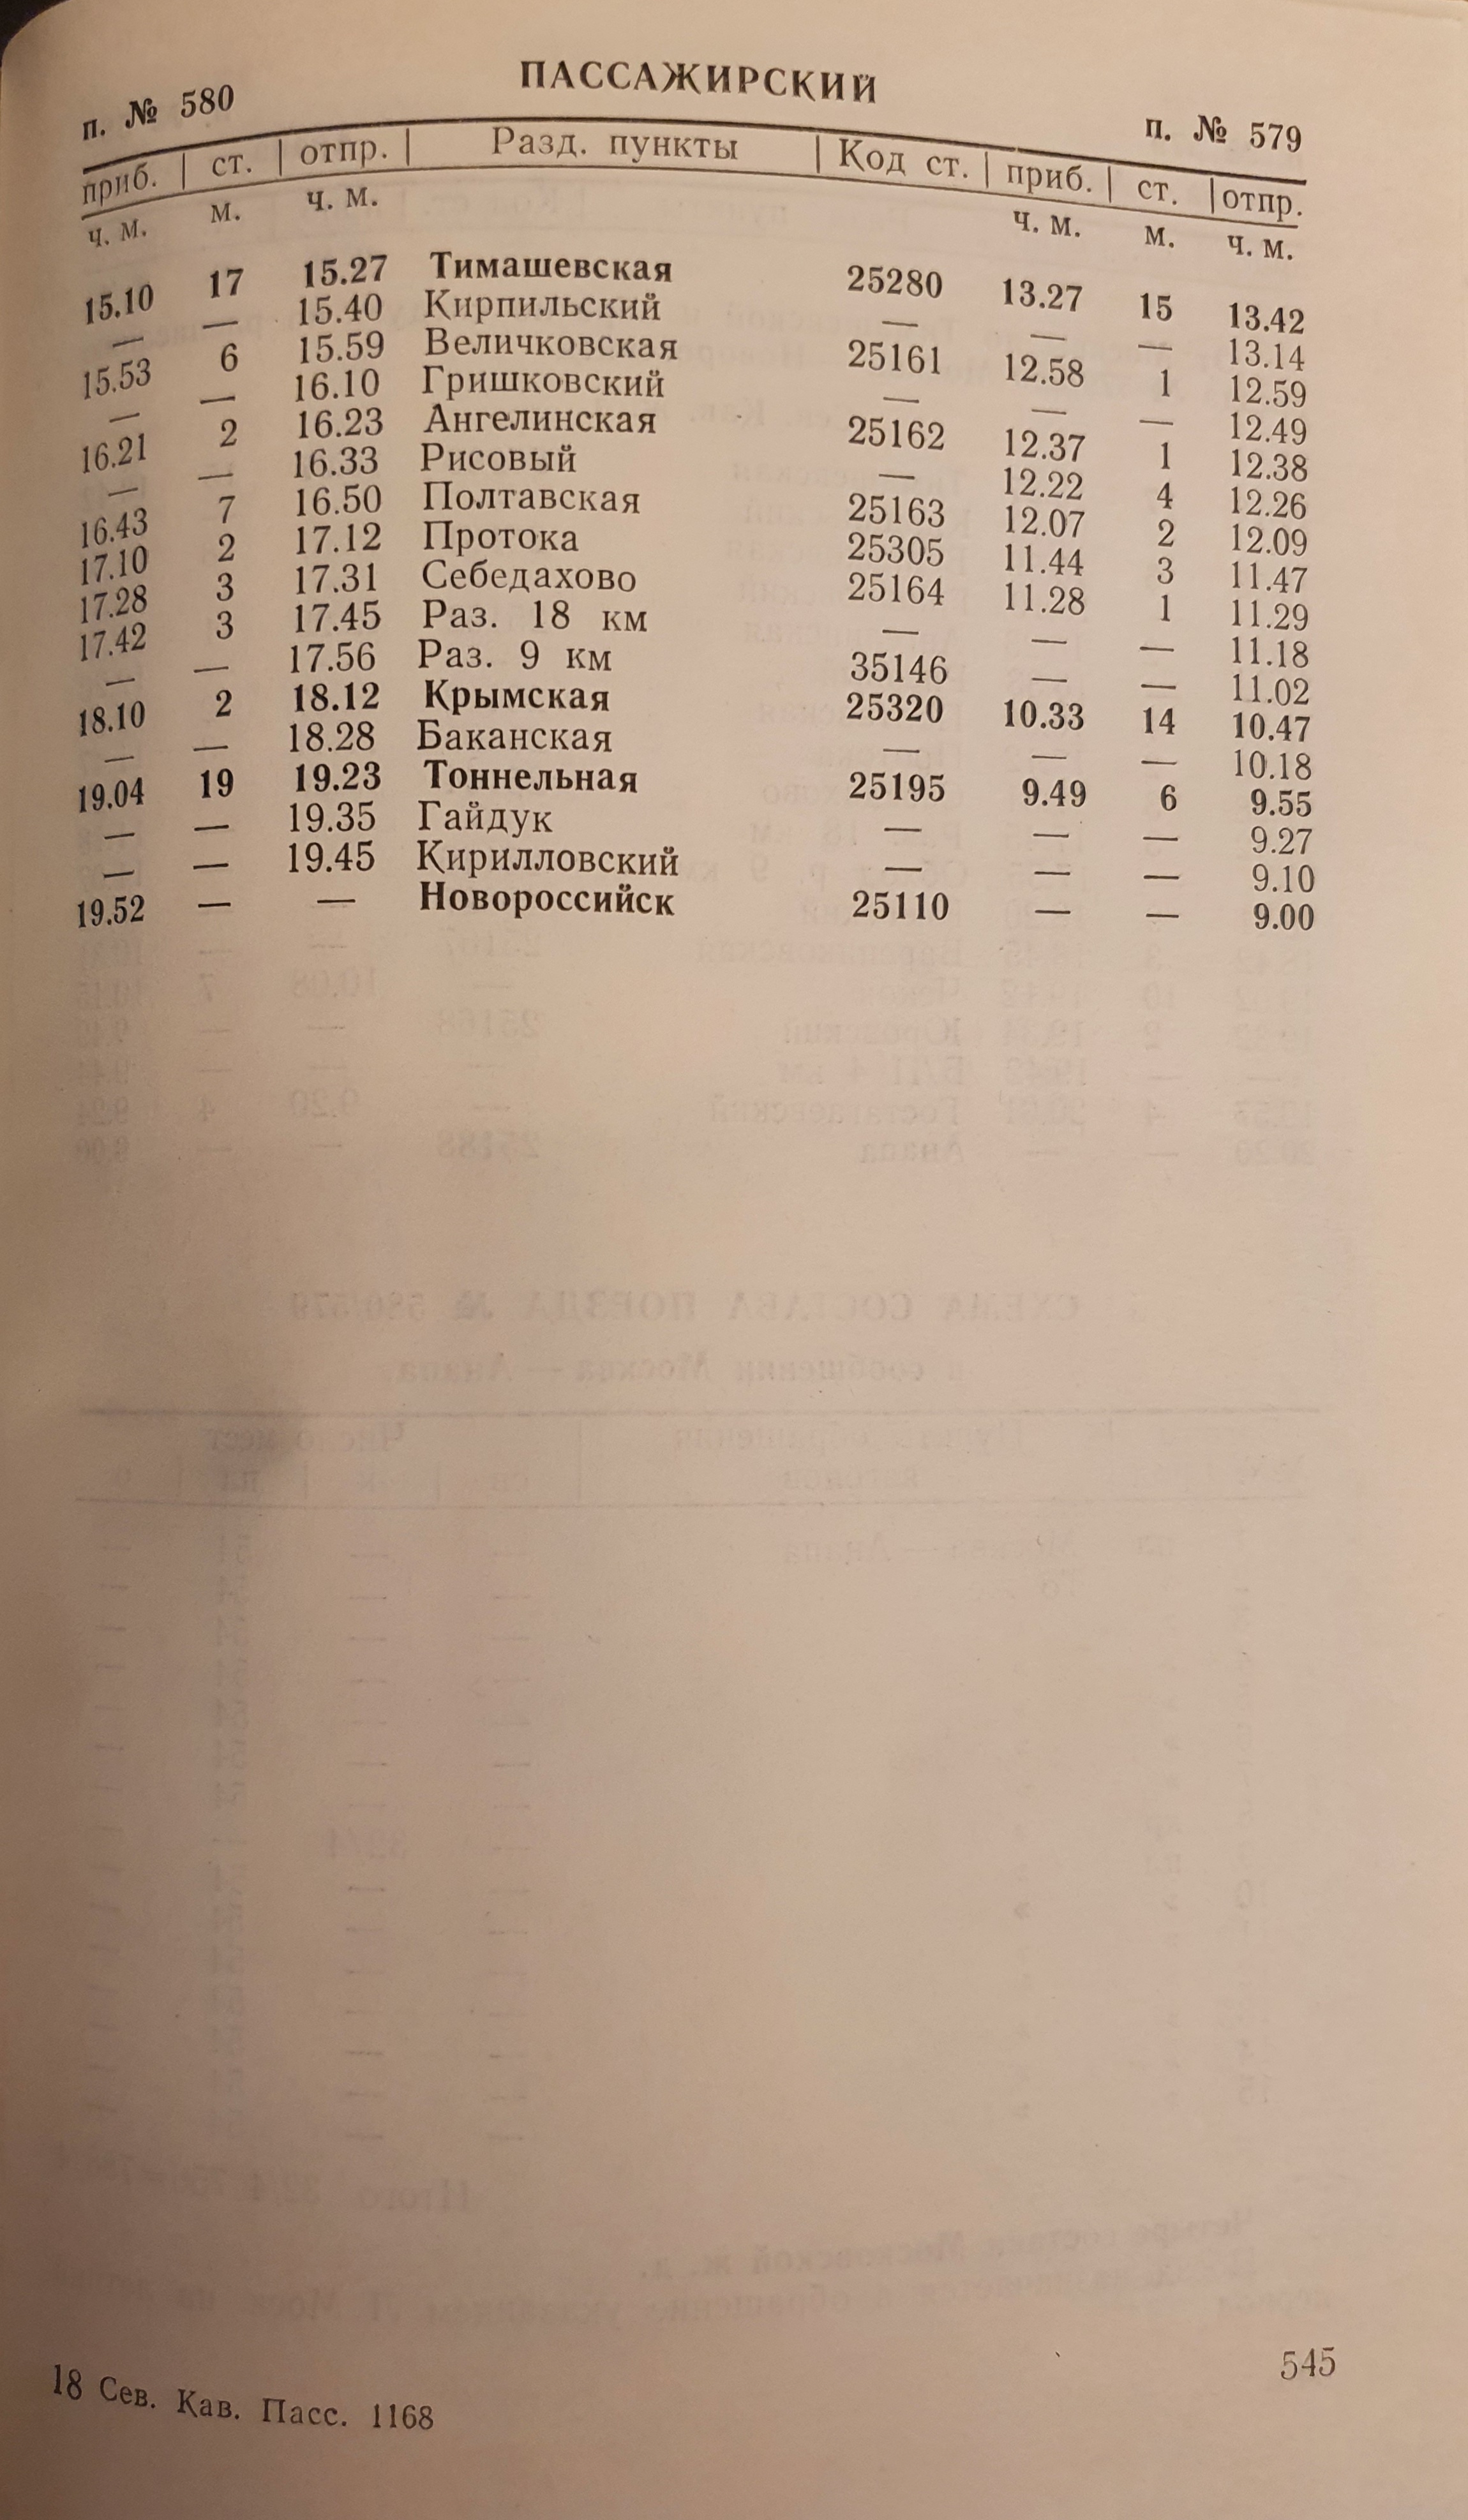 ПАССАЖИРСКИЙ
п. № 580 п. № 579
приб. | ст. | отпр. | Разд. пункты | Код ст. | приб. | ст. | отпр.
ч. м. м. ч. м. ч. м. м. ч. м.
15.10 17 15.27 Тимашевская 25280 13.27 15 13.42
— — 15.40 Кирпильский — — — 13.14
15.53 6 15.59 Величковская 25161 12.58 1 12.59
— — 16.10 Гришковский — — — 12.49
16.21 2 16.23 Ангелинская 25162 12.37 1 12.38
— — 16.33 Рисовый — 12.22 4 12.26
16.43 7 16.50 Полтавская 25163 12.07 2 12.09
17.10 2 17.12 Протока 25305 11.44 3 11.47
17.28 3 17.31 Себедахово 25164 11.28 1 11.29
17.42 3 17.45 Раз. 18 км — — — 11.18
— — 17.56 Раз. 9 км 35146 — — 11.02
18.10 2 18.12 Крымская 25320 10.33 14 10.47
— — 18.28 Баканская — — — 10.18
19.04 19 19.23 Тоннельная 25195 9.49 6 9.55
— — 19.35 Гайдук — — — 9.27
— — 19.45 Кирилловский — — — 9.10
19.52 — — Новороссийск 25110 — — 9.00
18 Сев. Кав. Пасс. 1168
545